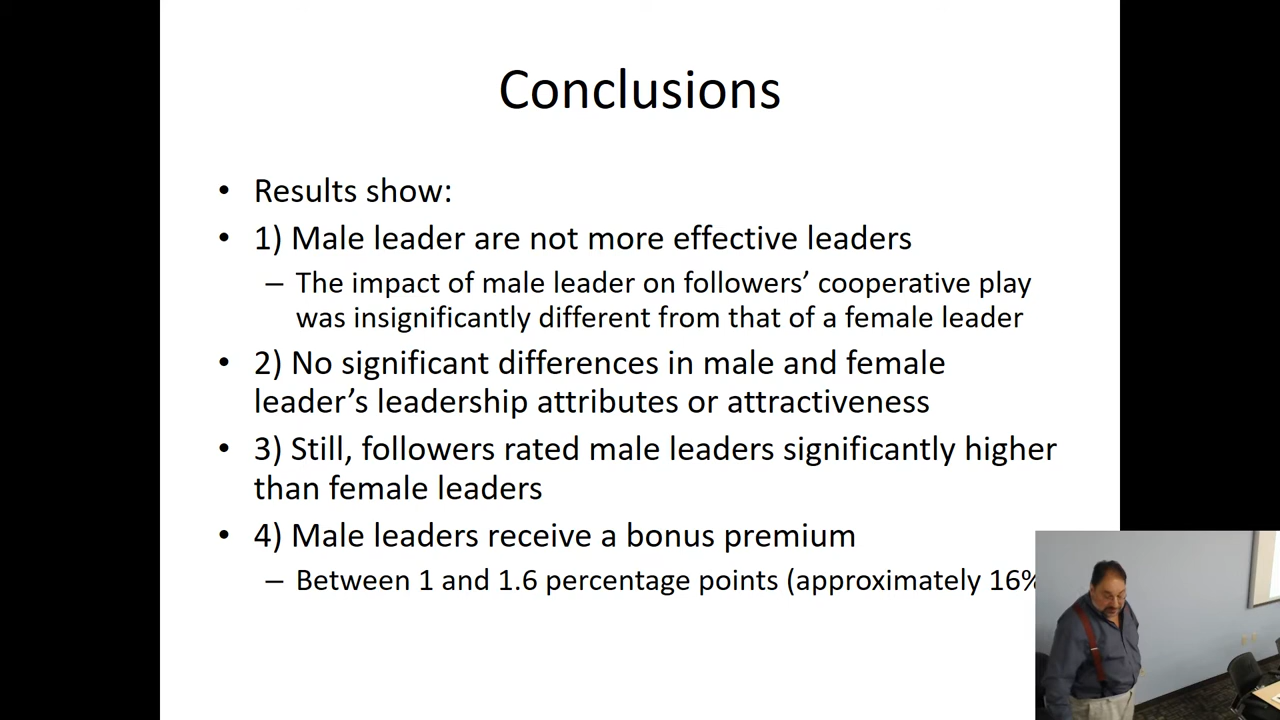 Conclusions
• Results show:
• 1) Male leader are not more effective leaders
– The impact of male leader on followers’ cooperative play
was insignificantly different from that of a female leader
• 2) No significant differences in male and female
leader’s leadership attributes or attractiveness
• 3) Still, followers rated male leaders significantly higher
than female leaders
• 4) Male leaders receive a bonus premium
– Between 1 and 1.6 percentage points (approximately 16%